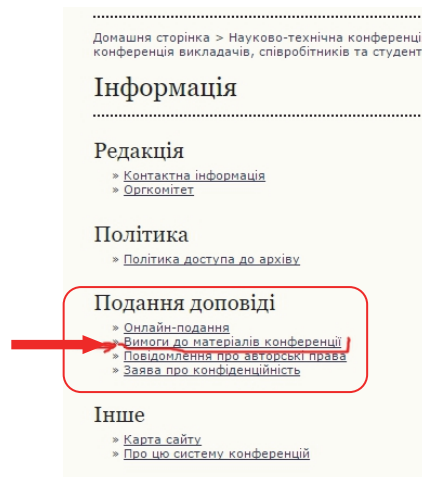 Домашня сторінка > Науково-технічна конференці
конференція викладачів, співробітників та студент
Інформація
Редакція
» Контактна інформація
» Оргкомітет
Політика
» Політика доступа до архіву
Подання доповіді
» Онлайн-подання
» Вимоги до матеріалів конференції
» Повідомлення про авторські права
» Заява про конфіденційність
Інше
» Карта сайту
» Про цю систему конференцій